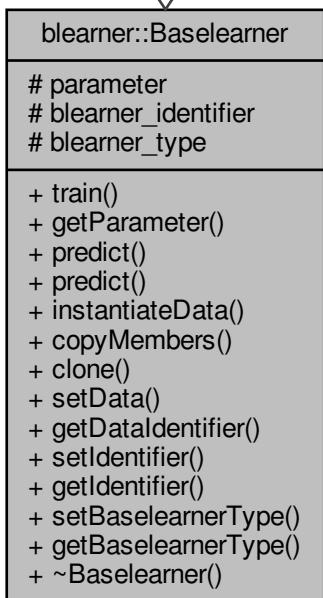 blearner::Baselearner
# parameter
# blearner_identifier
# blearner_type
+ train()
+ getParameter()
+ predict()
+ predict()
+ instantiateData()
+ copyMembers()
+ clone()
+ setData()
+ getDataIdentifier()
+ setIdentifier()
+ getIdentifier()
+ setBaselearnerType()
+ getBaselearnerType()
+ ~Baselearner()